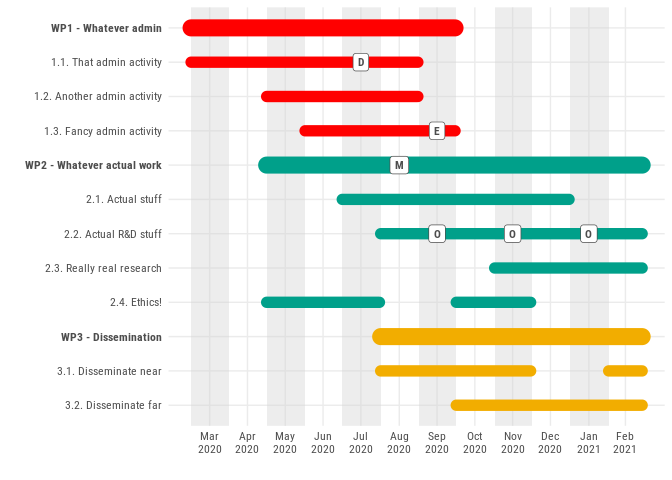 WP1 - Whatever admin
1.1. That admin activity
D
1.2. Another admin activity
1.3. Fancy admin activity
E
WP2 - Whatever actual work
M
2.1. Actual stuff
2.2. Actual R&D stuff
O O O
2.3. Really real research
2.4. Ethics!
WP3 - Dissemination
3.1. Disseminate near
3.2. Disseminate far
Mar Apr May Jun Jul Aug Sep Oct Nov Dec Jan Feb
2020 2020 2020 2020 2020 2020 2020 2020 2020 2020 2021 2021